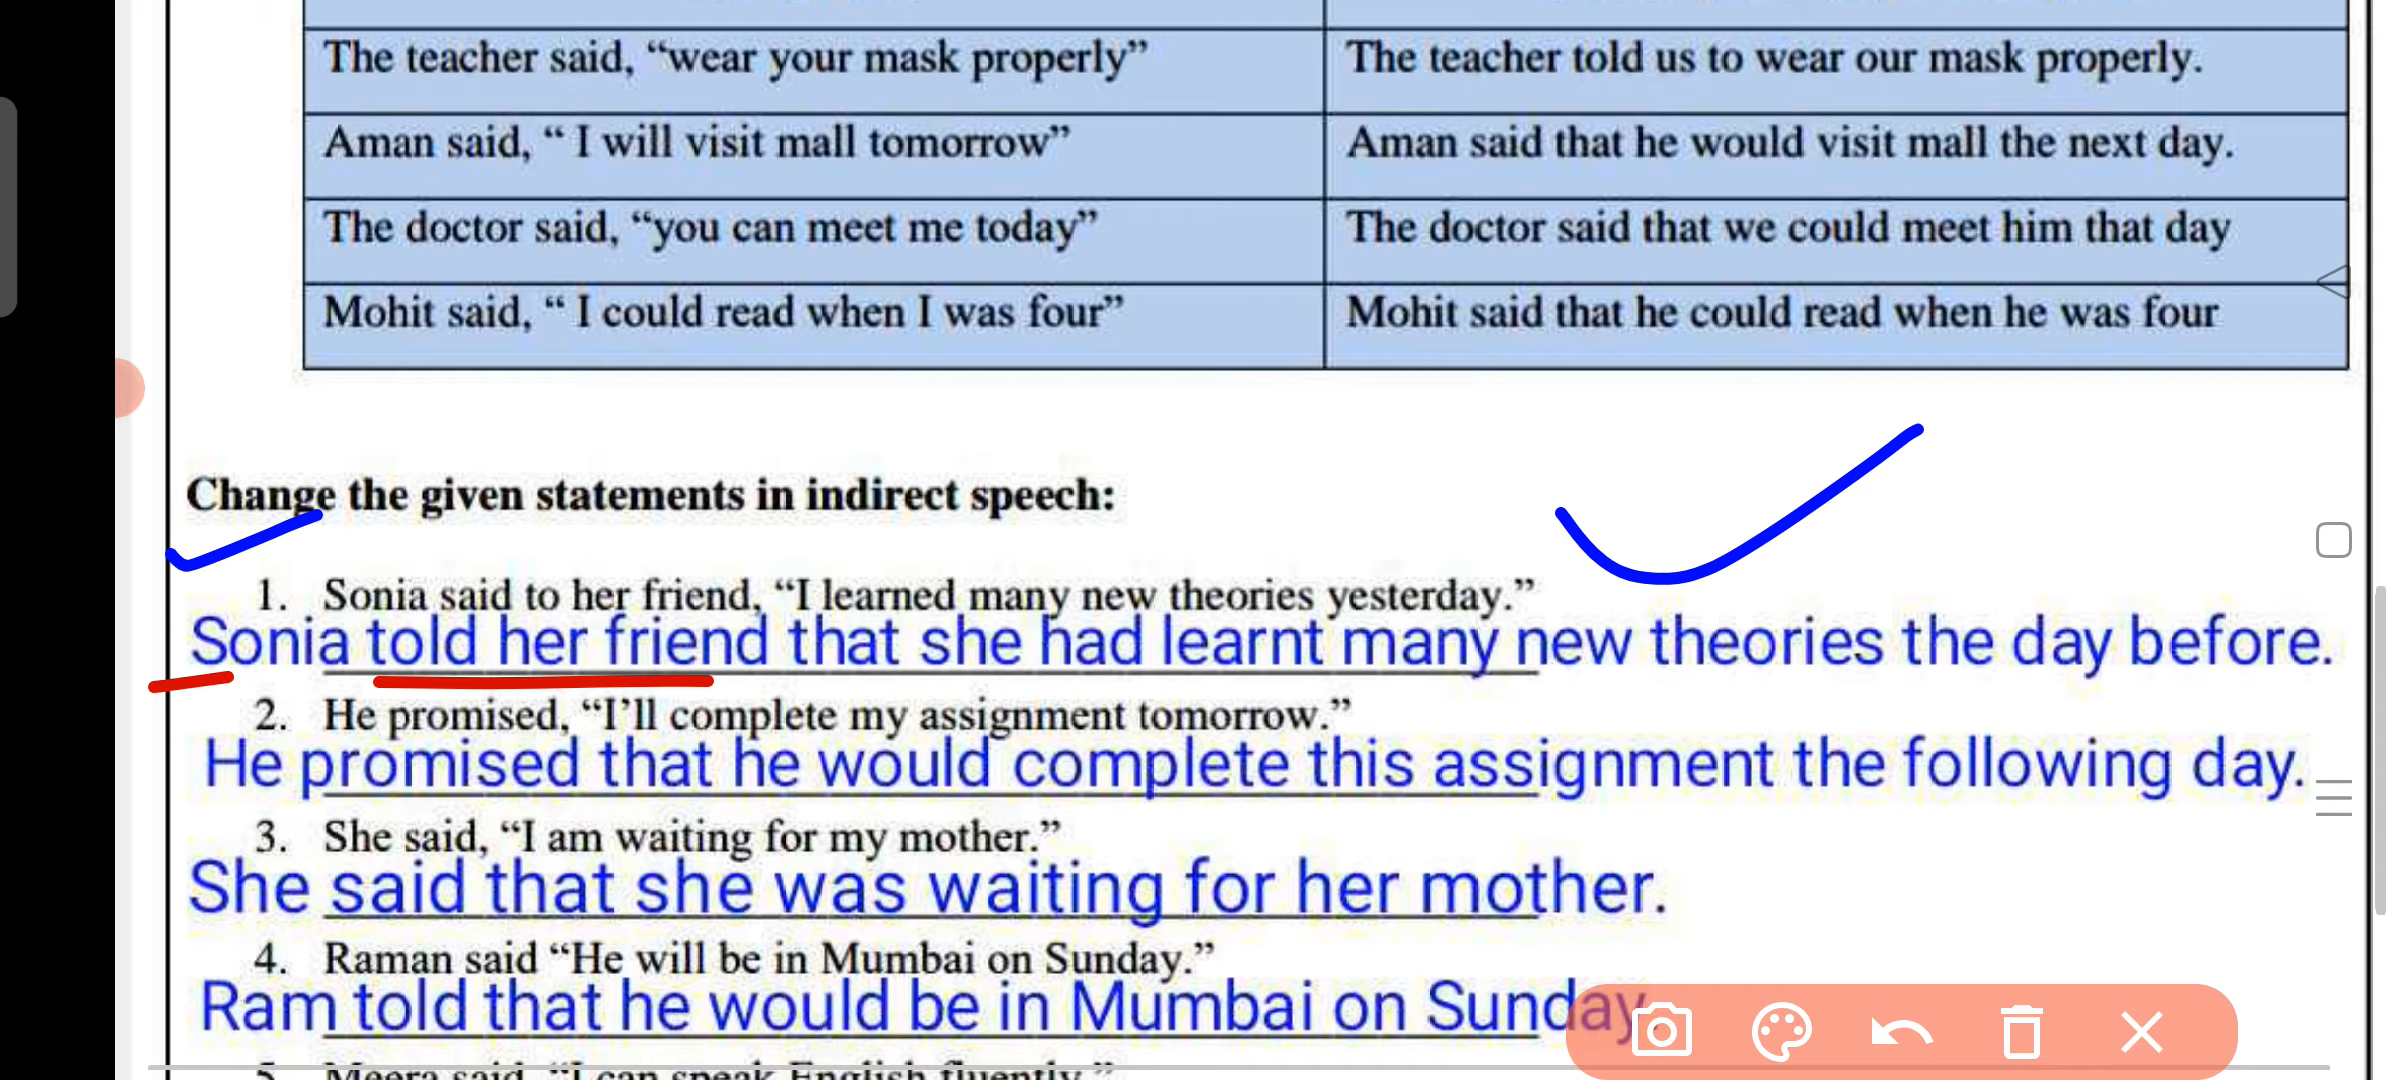 The teacher said, “wear your mask properly”
The teacher told us to wear our mask properly.
Aman said, “ I will visit mall tomorrow”
Aman said that he would visit mall the next day.
The doctor said, “you can meet me today”
The doctor said that we could meet him that day
Mohit said, “ I could read when I was four”
Mohit said that he could read when he was four
Change the given statements in indirect speech:
1. Sonia said to her friend, “I learned many new theories yesterday.”
Sonia told her friend that she had learnt many new theories the day before.
2. He promised, “I’ll complete my assignment tomorrow.”
He promised that he would complete this assignment the following day.
3. She said, “I am waiting for my mother.”
She said that she was waiting for her mother.
4. Raman said “He will be in Mumbai on Sunday.”
Ram told that he would be in Mumbai on Sunday.
5. Meera said, “I can speak English fluently.”